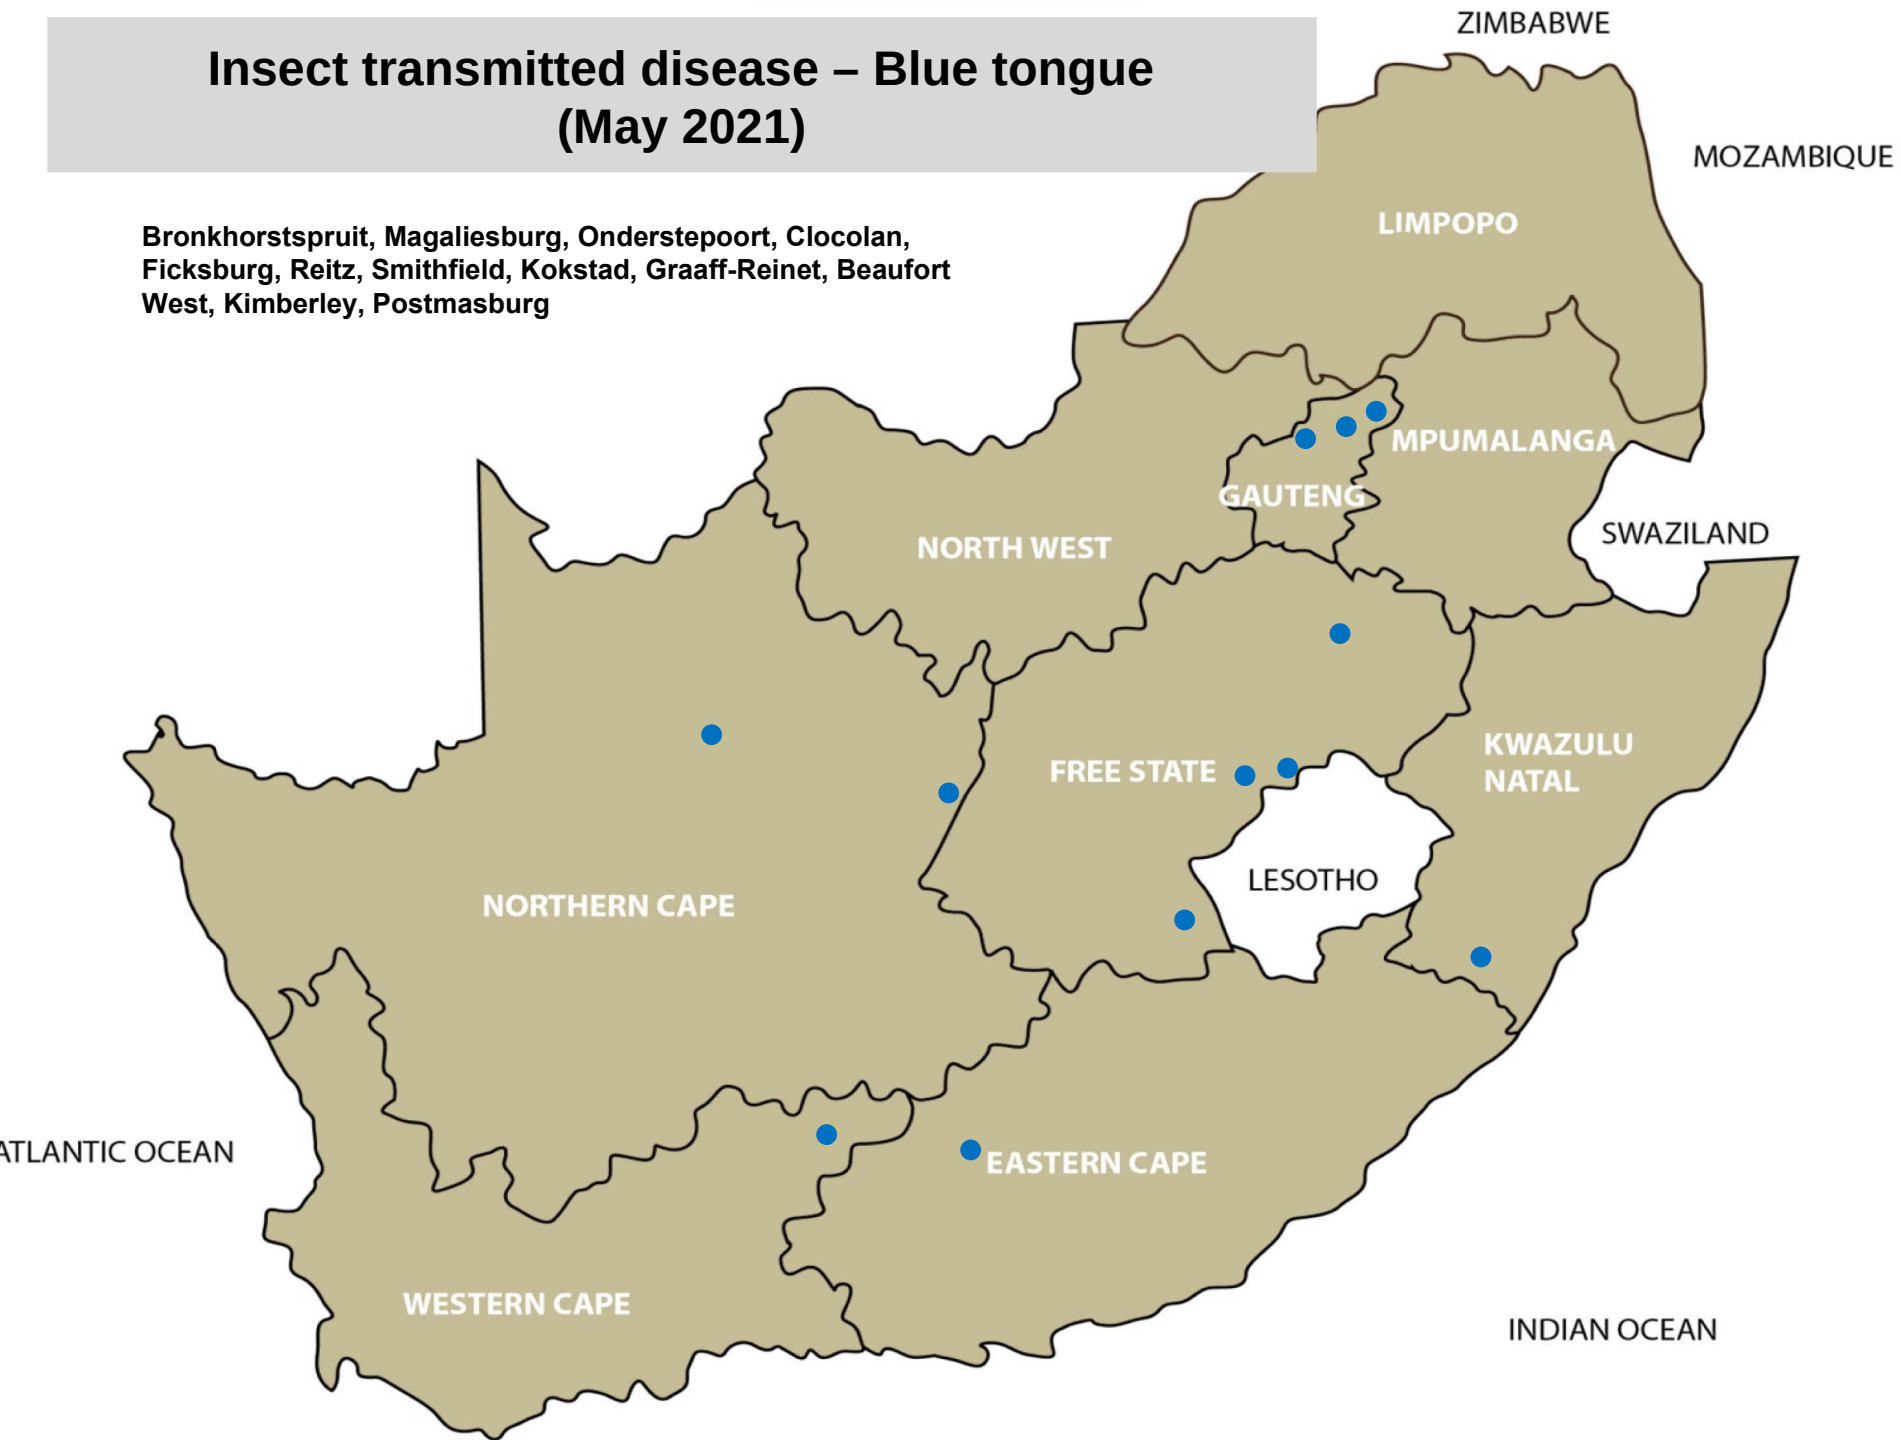 ZIMBABWE
Insect transmitted disease – Blue tongue
(May 2021)
MOZAMBIQUE
LIMPOPO
Bronkhorstspruit, Magaliesburg, Onderstepoort, Clocolan,
Ficksburg, Reitz, Smithfield, Kokstad, Graaff-Reinet, Beaufort
West, Kimberley, Postmasburg
MPUMALANGA
GAUTENG
SWAZILAND
NORTH WEST
KWAZULU
NATAL
FREE STATE
LESOTHO
NORTHERN CAPE
ATLANTIC OCEAN
EASTERN CAPE
WESTERN CAPE
INDIAN OCEAN